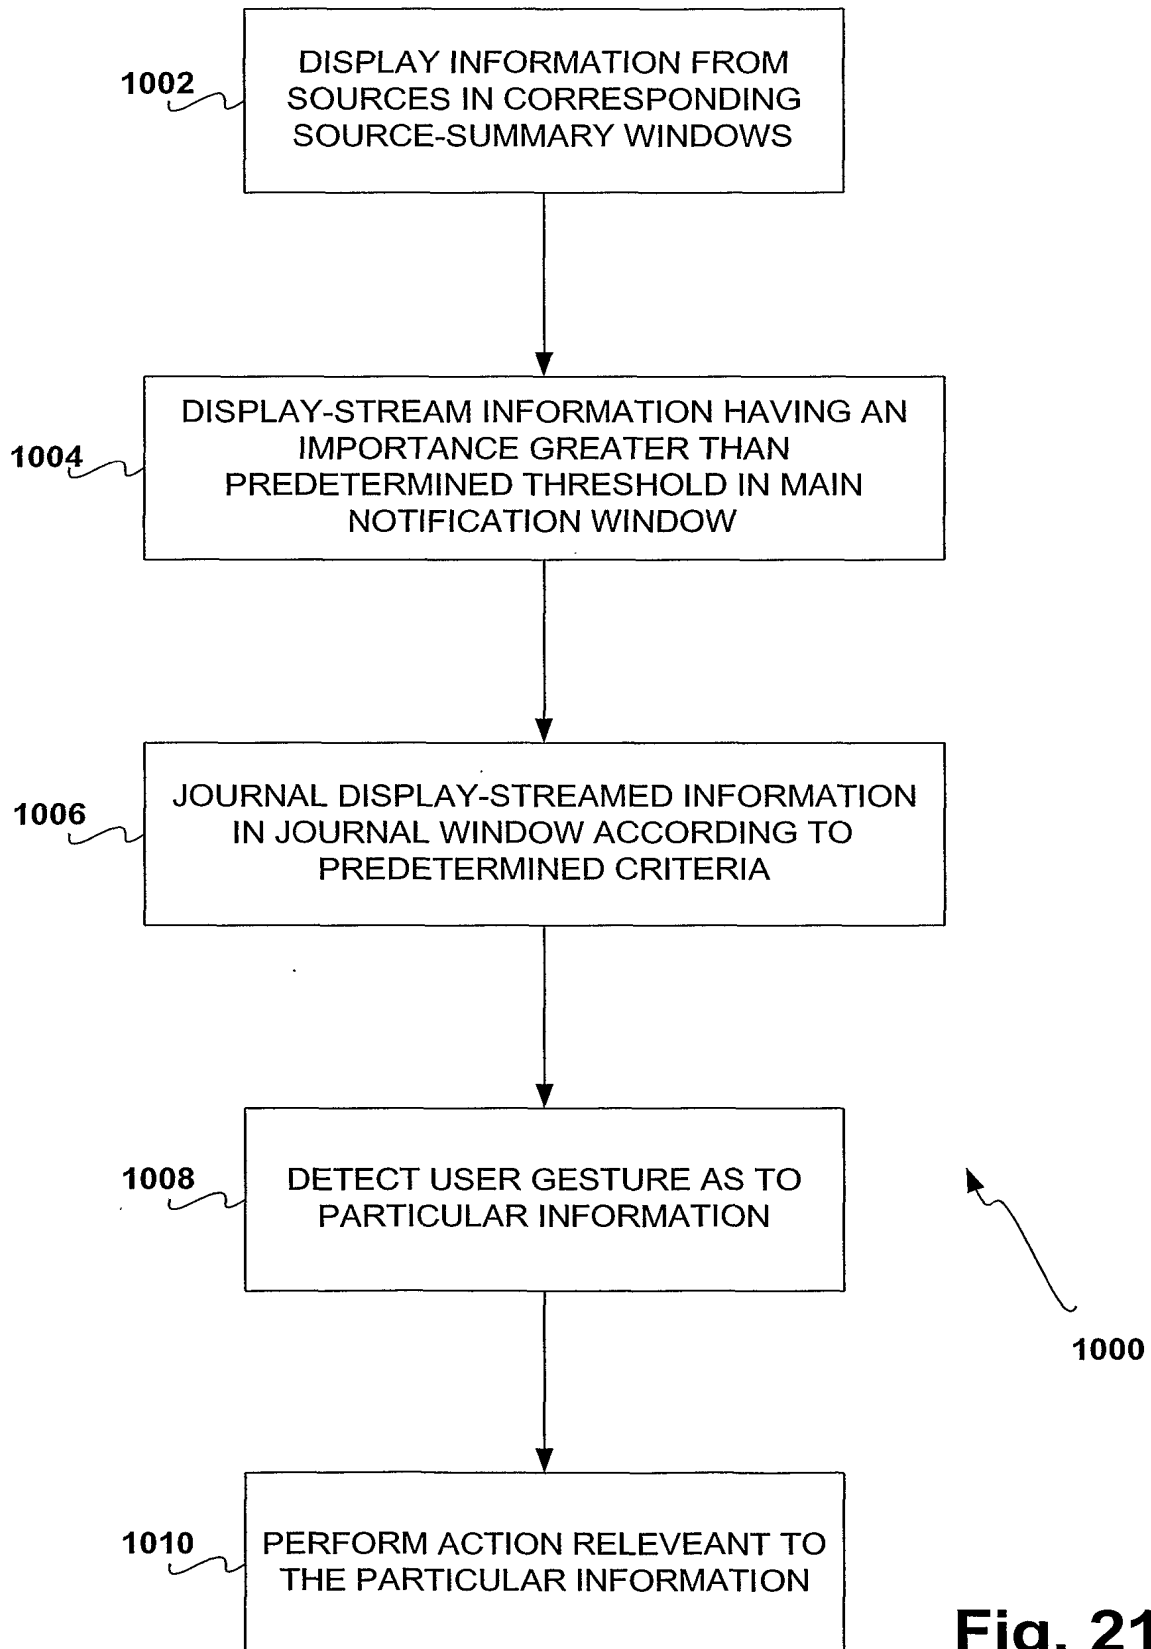 1002
DISPLAY INFORMATION FROM
SOURCES IN CORRESPONDING
SOURCE-SUMMARY WINDOWS
1004
DISPLAY-STREAM INFORMATION HAVING AN
IMPORTANCE GREATER THAN
PREDETERMINED THRESHOLD IN MAIN
NOTIFICATION WINDOW
1006
JOURNAL DISPLAY-STREAMED INFORMATION
IN JOURNAL WINDOW ACCORDING TO
PREDETERMINED CRITERIA
1008
DETECT USER GESTURE AS TO
PARTICULAR INFORMATION
1000
1010
PERFORM ACTION RELEVEANT TO
THE PARTICULAR INFORMATION
Fig. 21